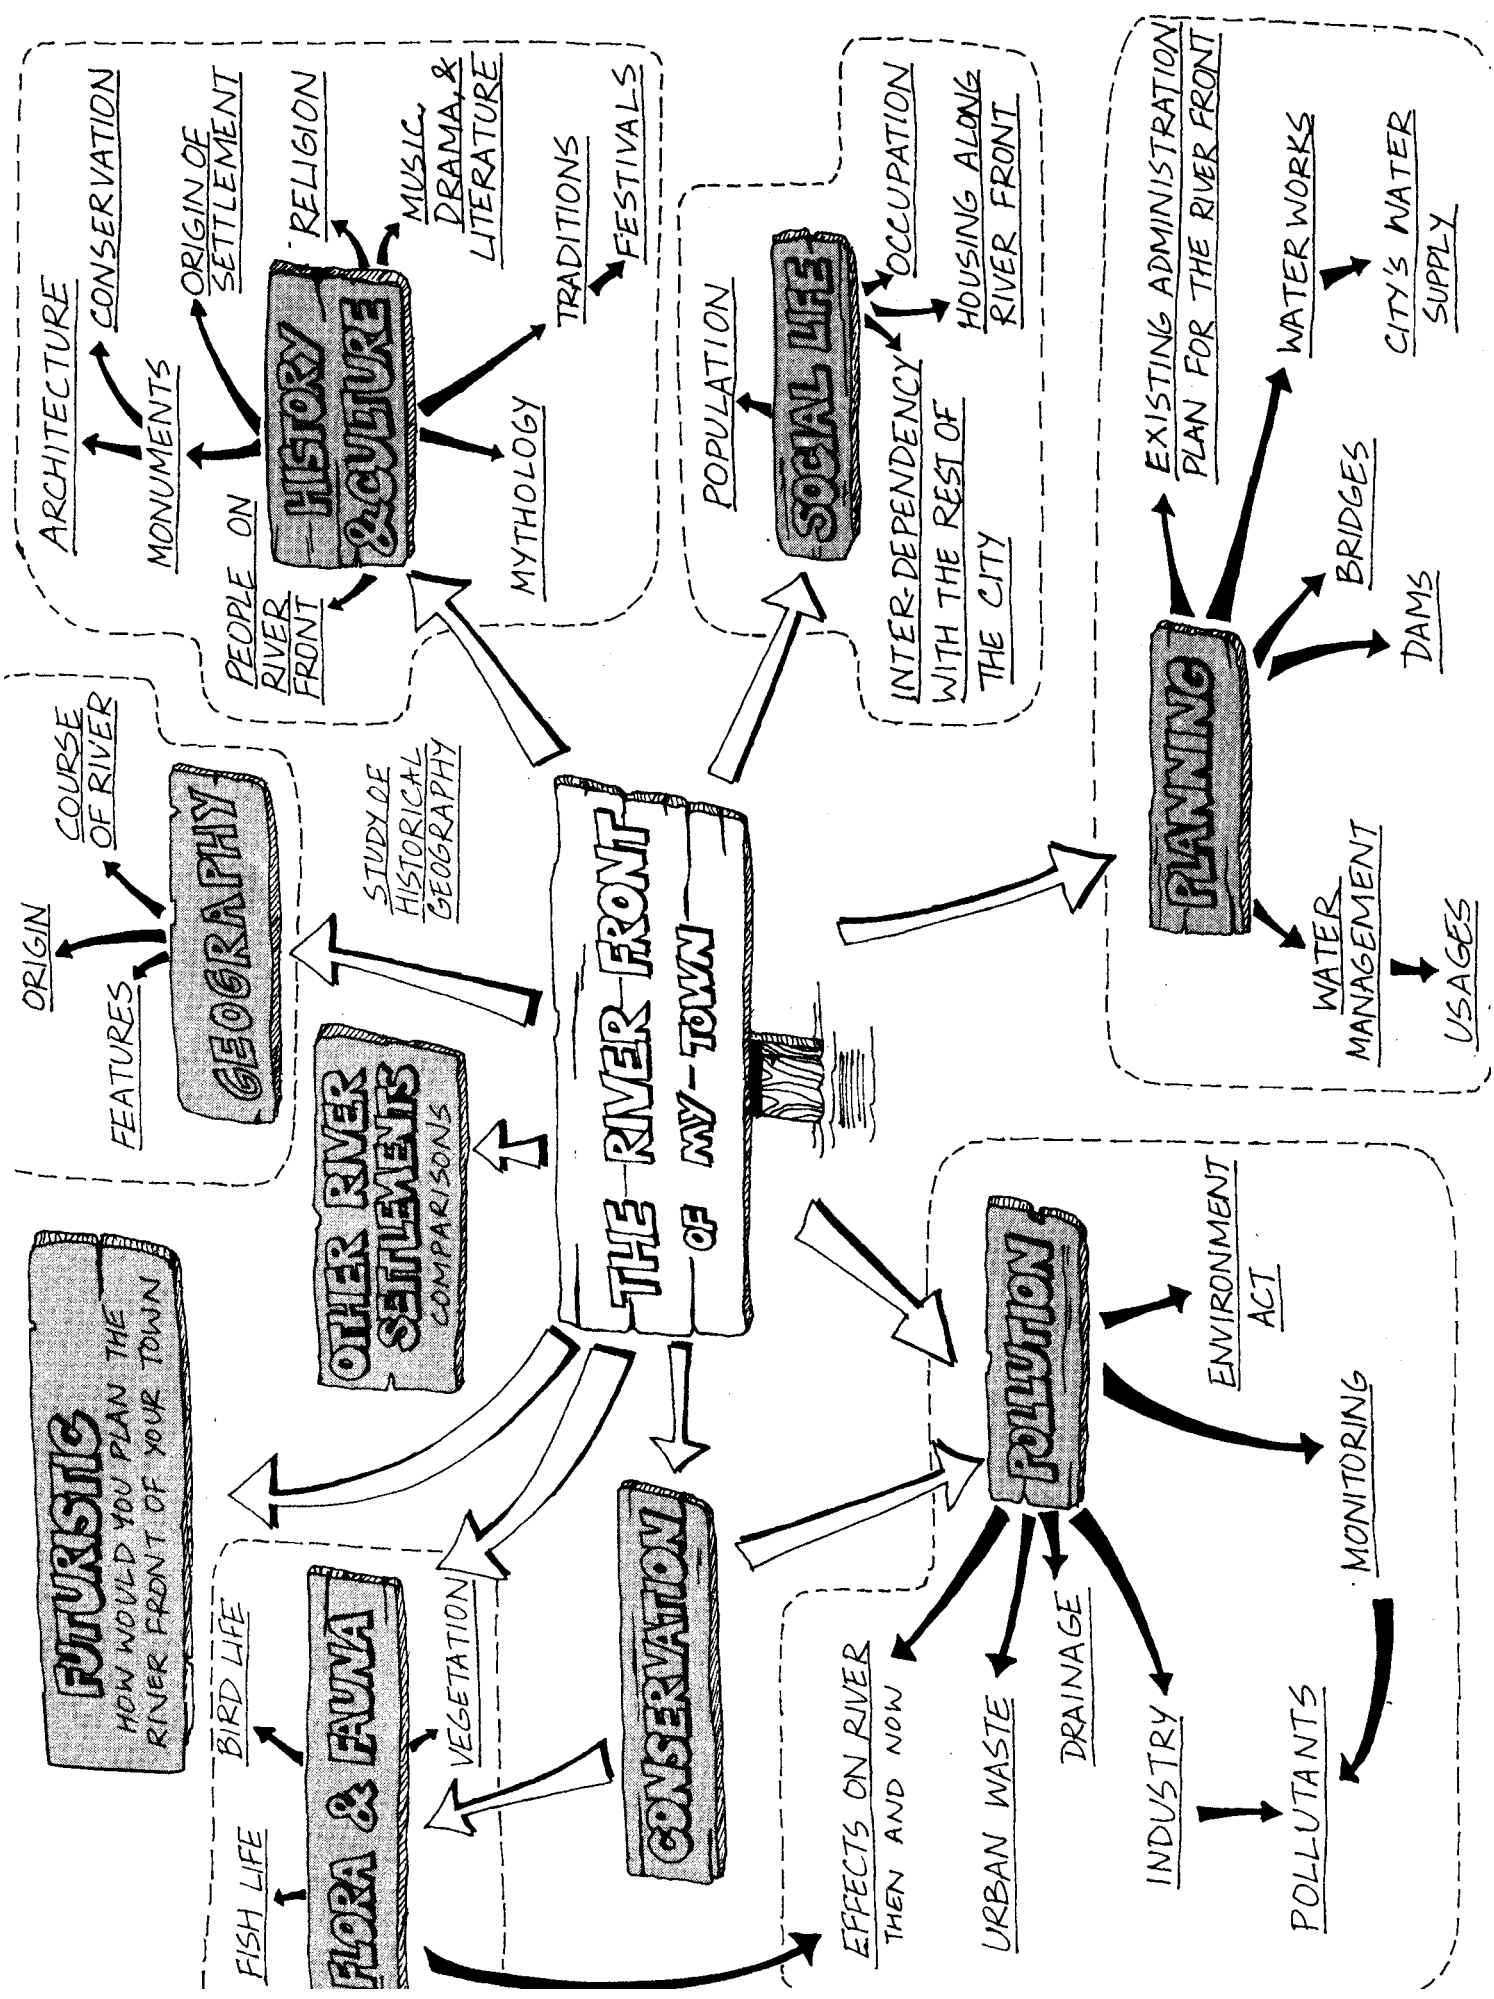 FUTURISTIC
HOW WOULD YOU PLAN THE
RIVER FRONT OF YOUR TOWN
FISH LIFE
BIRD LIFE
FLORA & FAUNA
VEGETATION
ORIGIN
COURSE
OF RIVER
FEATURES
GEOGRAPHY
OTHER RIVER
SETTLEMENTS
COMPARISONS
STUDY OF
HISTORICAL
GEOGRAPHY
ARCHITECTURE
CONSERVATION
MONUMENTS
ORIGIN OF
SETTLEMENT
PEOPLE ON
RIVER
FRONT
HISTORY
& CULTURE
RELIGION
MUSIC,
DRAMA, &
LITERATURE
MYTHOLOGY
TRADITIONS
FESTIVALS
THE RIVER FRONT
OF MY-TOWN
CONSERVATION
POPULATION
SOCIAL LIFE
OCCUPATION
HOUSING ALONG
RIVER FRONT
INTER-DEPENDENCY
WITH THE REST OF
THE CITY
EFFECTS ON RIVER
THEN AND NOW
URBAN WASTE
DRAINAGE
INDUSTRY
POLLUTANTS
POLLUTION
ENVIRONMENT
ACT
MONITORING
PLANNING
EXISTING ADMINISTRATION
PLAN FOR THE RIVER FRONT
WATER WORKS
CITY'S WATER
SUPPLY
BRIDGES
DAMS
WATER
MANAGEMENT
USAGES